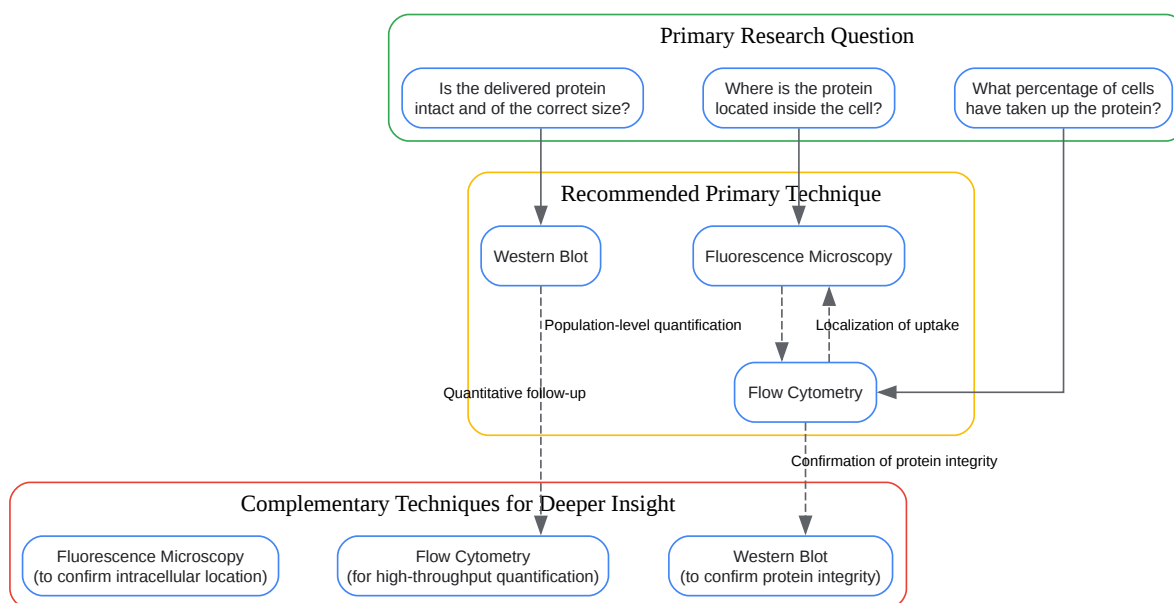 Primary Research Question
Is the delivered protein
intact and of the correct size?
Where is the protein
located inside the cell?
What percentage of cells
have taken up the protein?
Recommended Primary Technique
Western Blot
Fluorescence Microscopy
Population-level quantification
Localization of uptake
Quantitative follow-up
Flow Cytometry
Confirmation of protein integrity
Complementary Techniques for Deeper Insight
Fluorescence Microscopy
(to confirm intracellular location)
Flow Cytometry
(for high-throughput quantification)
Western Blot
(to confirm protein integrity)